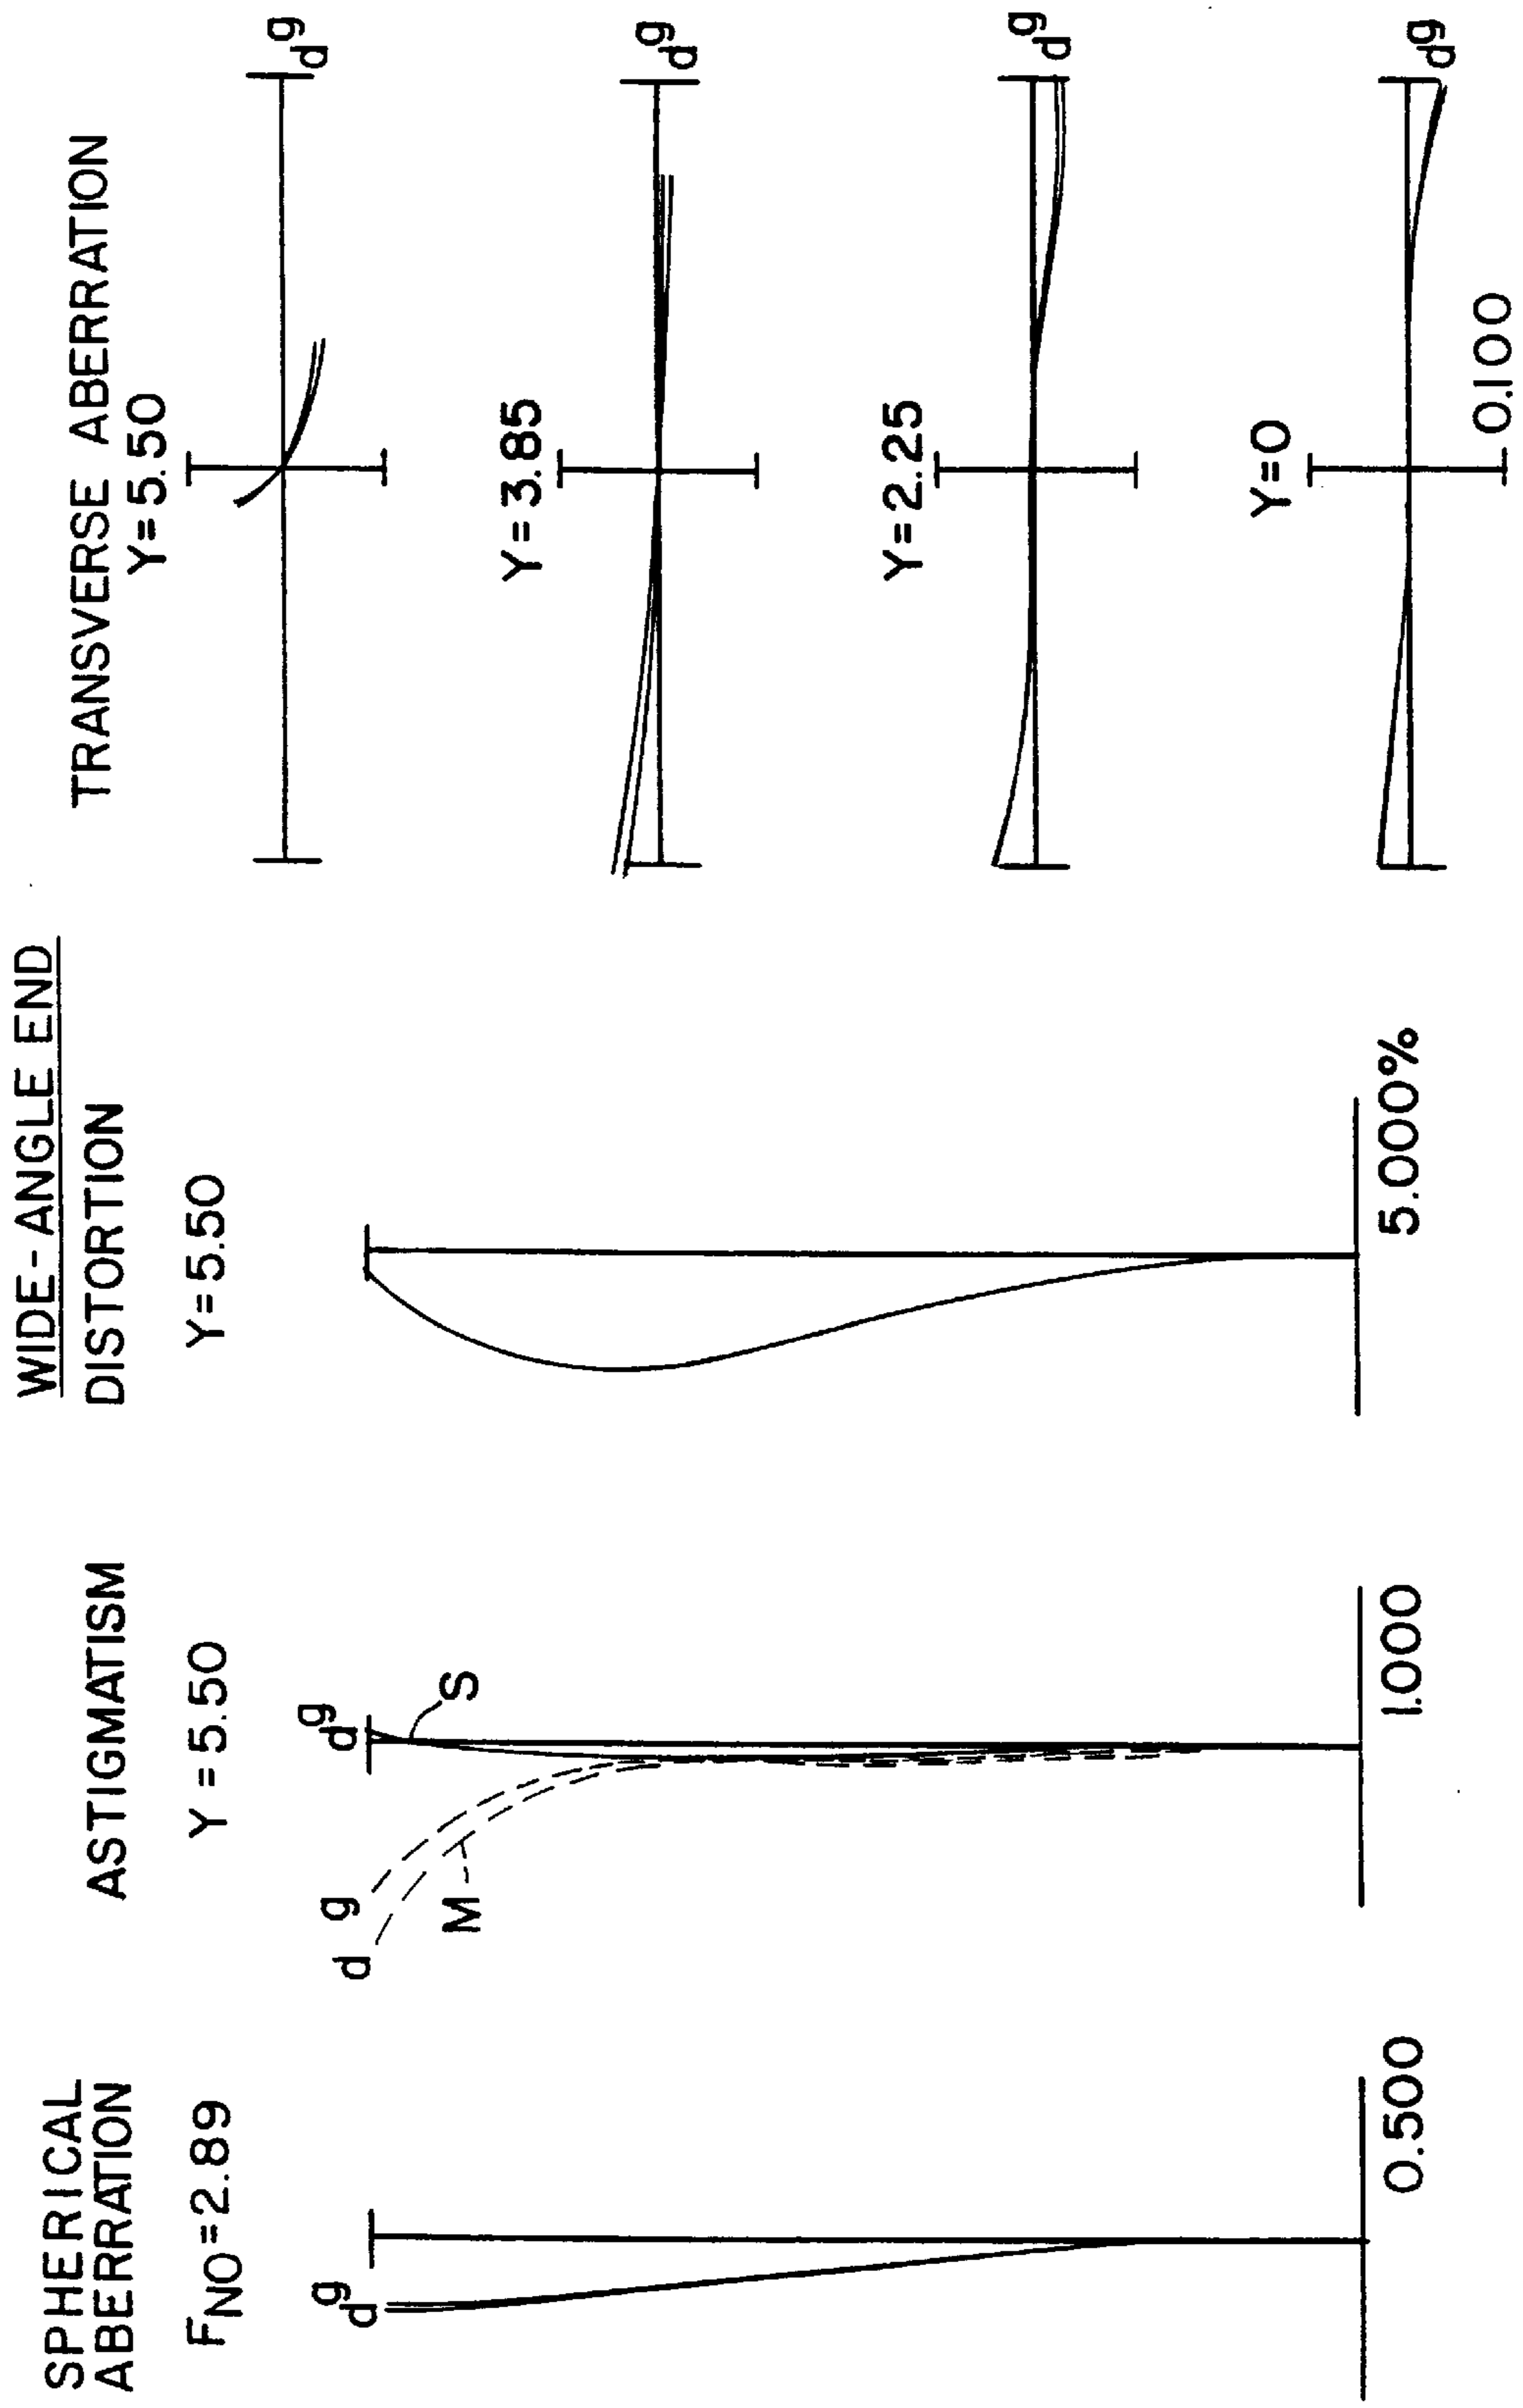 WIDE-ANGLE END
SPHERICAL
ABERRATION
FNO=2.89
d g
0.500
ASTIGMATISM
Y=5.50
d g
d g
M
S
1.000
DISTORTION
Y=5.50
5.000%
TRANSVERSE ABERRATION
Y=5.50
d g
Y=3.85
d g
Y=2.25
d g
Y=0
d g
0.100